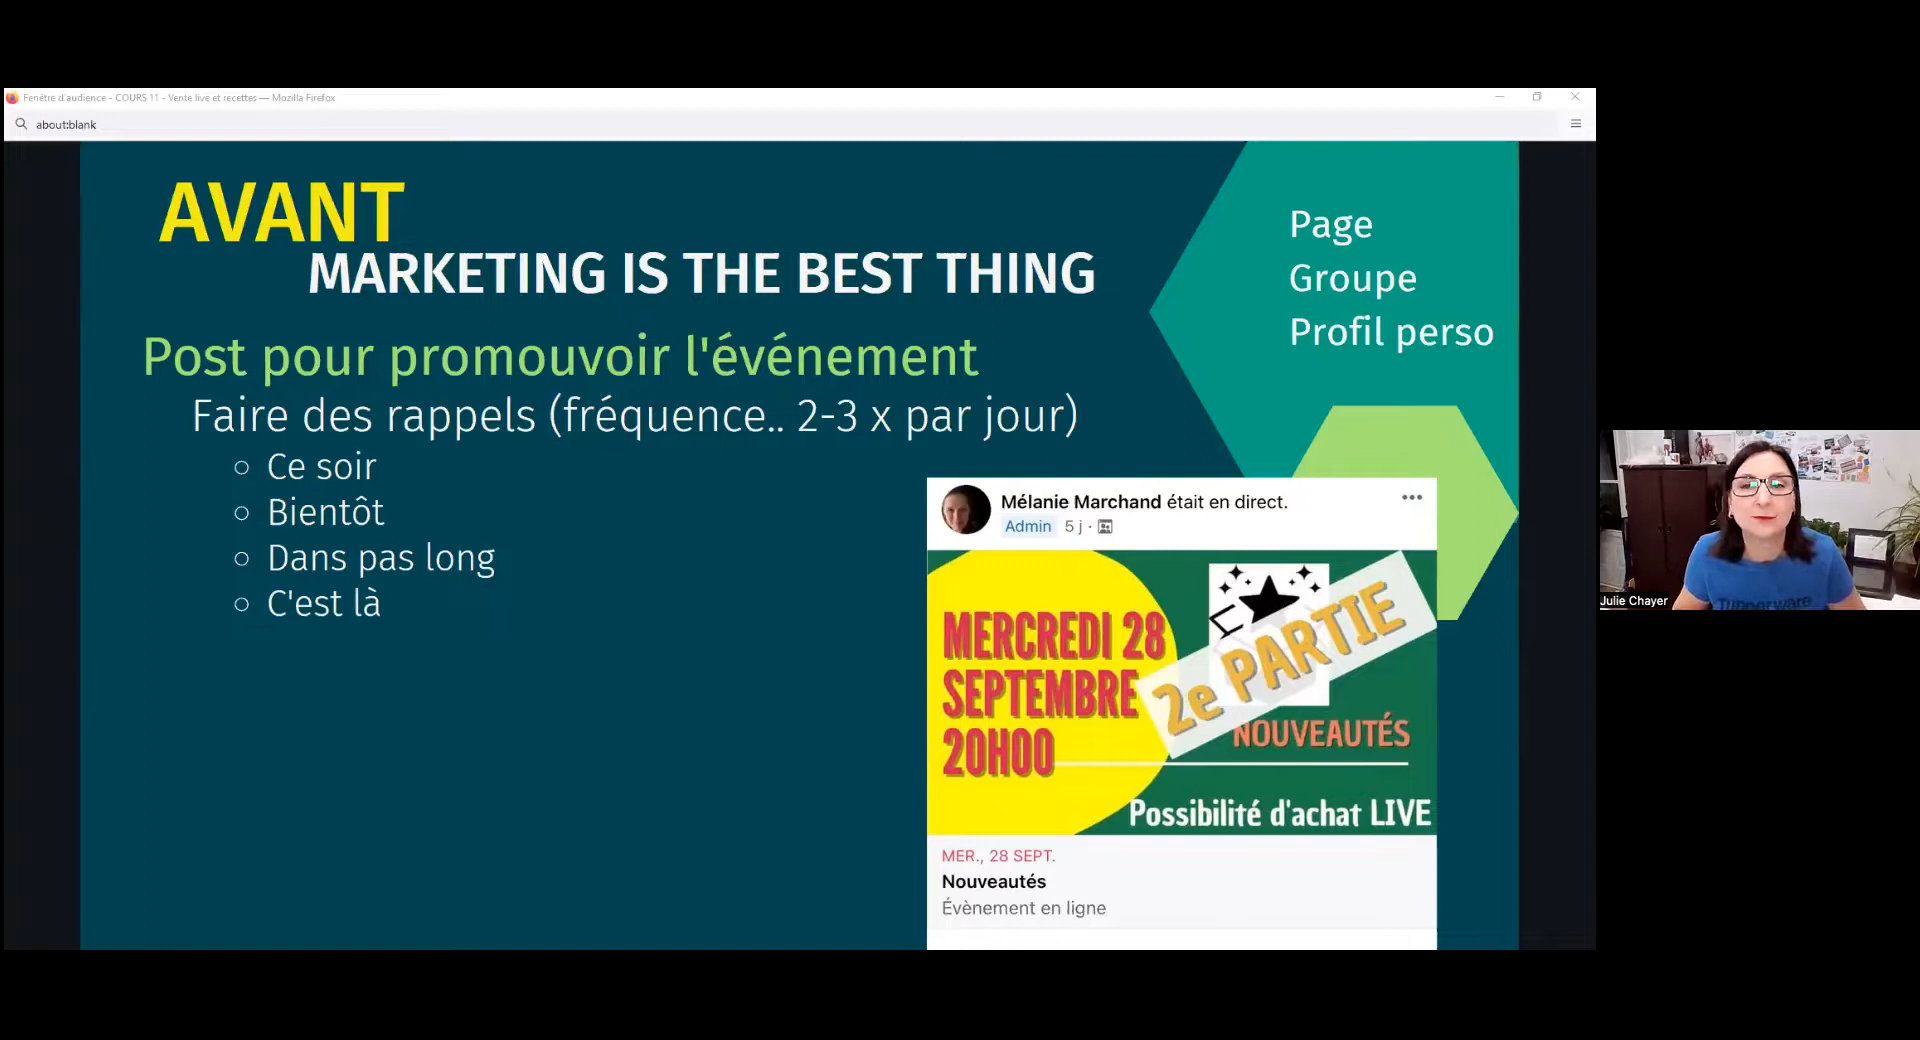 Fenêtre d'audience - COURS 11 - Vente live et recettes — Mozilla Firefox
about:blank
AVANT
MARKETING IS THE BEST THING
Post pour promouvoir l'événement
Faire des rappels (fréquence.. 2-3 x par jour)
Ce soir
Bientôt
Dans pas long
C'est là
Page
Groupe
Profil perso
Mélanie Marchand était en direct.
Admin 5 j ·
MERCREDI 28
SEPTEMBRE
20H00
2e PARTIE
NOUVEAUTÉS
Possibilité d'achat LIVE
MER., 28 SEPT.
Nouveautés
Évènement en ligne
Julie Chayer
Tupperware